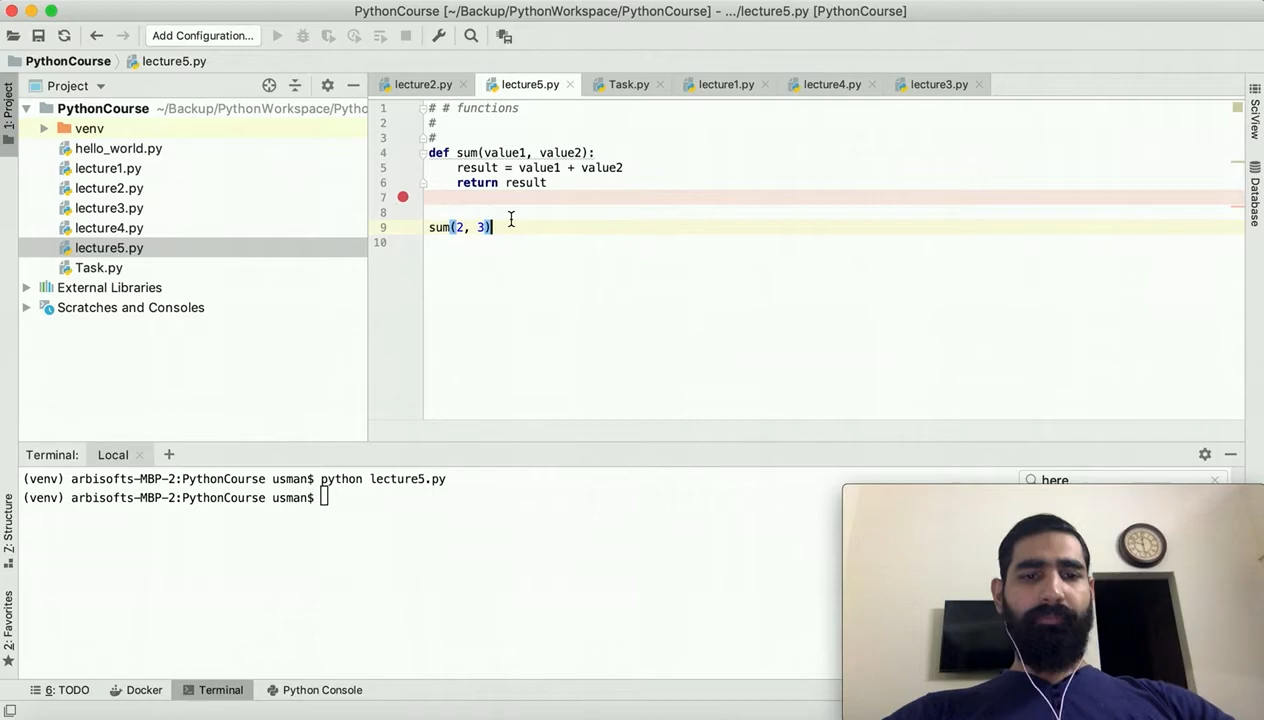 PythonCourse [~/Backup/PythonWorkspace/PythonCourse] - .../lecture5.py [PythonCourse]
Add Configuration...
PythonCourse
lecture5.py
1: Project
Project
PythonCourse ~/Backup/PythonWorkspace/Pytho
venv
hello_world.py
lecture1.py
lecture2.py
lecture3.py
lecture4.py
lecture5.py
Task.py
External Libraries
Scratches and Consoles
lecture2.py
lecture5.py
Task.py
lecture1.py
lecture4.py
lecture3.py
1 # # functions
2 #
3 #
4 def sum(value1, value2):
5 result = value1 + value2
6 return result
7
8
9 sum(2, 3)
10
SciView
Database
Terminal: Local
(venv) arbisofts-MBP-2:PythonCourse usman$ python lecture5.py
(venv) arbisofts-MBP-2:PythonCourse usman$
here
Z: Structure
2: Favorites
6: TODO
Docker
Terminal
Python Console